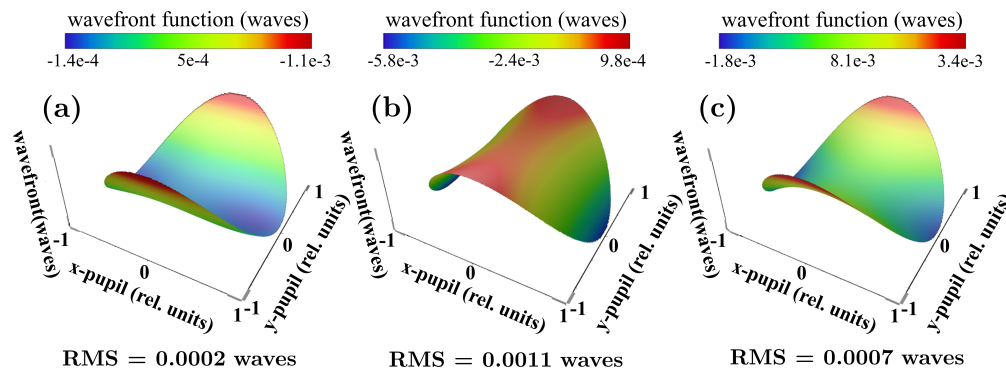 wavefront function (waves)
-1.4e-4 5e-4 -1.1e-3
(a)
wavefront(waves)
-1
x-pupil (rel. units)
0
1
-1
y-pupil (rel. units)
0
1
RMS = 0.0002 waves
wavefront function (waves)
-5.8e-3 -2.4e-3 9.8e-4
(b)
wavefront(waves)
-1
x-pupil (rel. units)
0
1
-1
y-pupil (rel. units)
0
1
RMS = 0.0011 waves
wavefront function (waves)
-1.8e-3 8.1e-3 3.4e-3
(c)
wavefront(waves)
-1
x-pupil (rel. units)
0
1
-1
y-pupil (rel. units)
0
1
RMS = 0.0007 waves